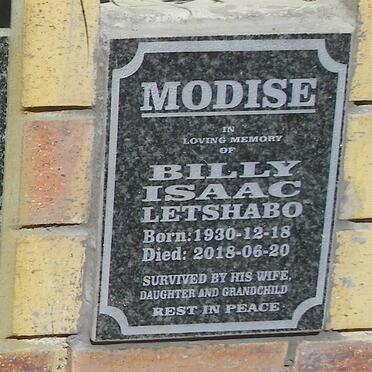 MODISE
IN
LOVING MEMORY
OF
BILLY
ISAAC
LETSHABO
Born:1930-12-18
Died: 2018-06-20
SURVIVED BY HIS WIFE,
DAUGHTER AND GRANDCHILD
REST IN PEACE